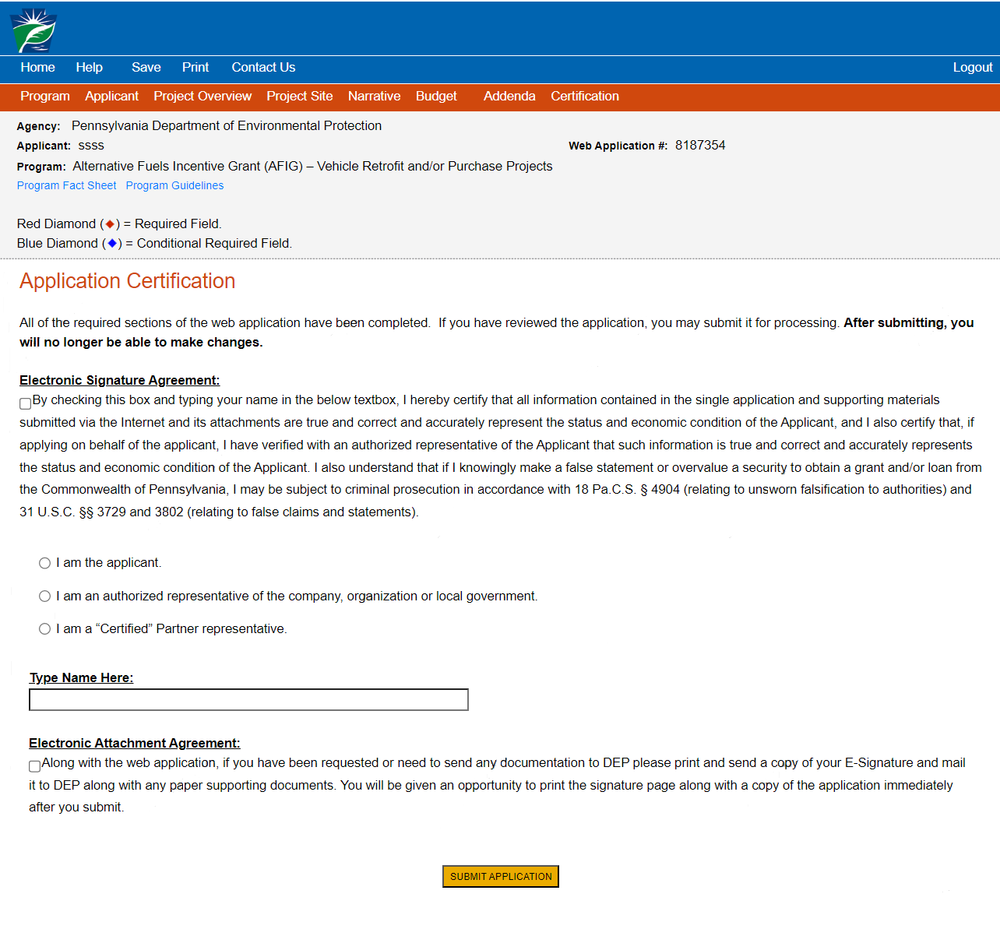 Home Help Save Print Contact Us Logout
Program Applicant Project Overview Project Site Narrative Budget Addenda Certification
Agency: Pennsylvania Department of Environmental Protection
Applicant: ssss Web Application #: 8187354
Program: Alternative Fuels Incentive Grant (AFIG) – Vehicle Retrofit and/or Purchase Projects
Program Fact Sheet Program Guidelines
Red Diamond (◆) = Required Field.
Blue Diamond (◆) = Conditional Required Field.
Application Certification
All of the required sections of the web application have been completed. If you have reviewed the application, you may submit it for processing. After submitting, you
will no longer be able to make changes.
Electronic Signature Agreement:
By checking this box and typing your name in the below textbox, I hereby certify that all information contained in the single application and supporting materials
submitted via the Internet and its attachments are true and correct and accurately represent the status and economic condition of the Applicant, and I also certify that, if
applying on behalf of the applicant, I have verified with an authorized representative of the Applicant that such information is true and correct and accurately represents
the status and economic condition of the Applicant. I also understand that if I knowingly make a false statement or overvalue a security to obtain a grant and/or loan from
the Commonwealth of Pennsylvania, I may be subject to criminal prosecution in accordance with 18 Pa.C.S. § 4904 (relating to unsworn falsification to authorities) and
31 U.S.C. §§ 3729 and 3802 (relating to false claims and statements).
I am the applicant.
I am an authorized representative of the company, organization or local government.
I am a “Certified” Partner representative.
Type Name Here:
Electronic Attachment Agreement:
Along with the web application, if you have been requested or need to send any documentation to DEP please print and send a copy of your E-Signature and mail
it to DEP along with any paper supporting documents. You will be given an opportunity to print the signature page along with a copy of the application immediately
after you submit.
SUBMIT APPLICATION